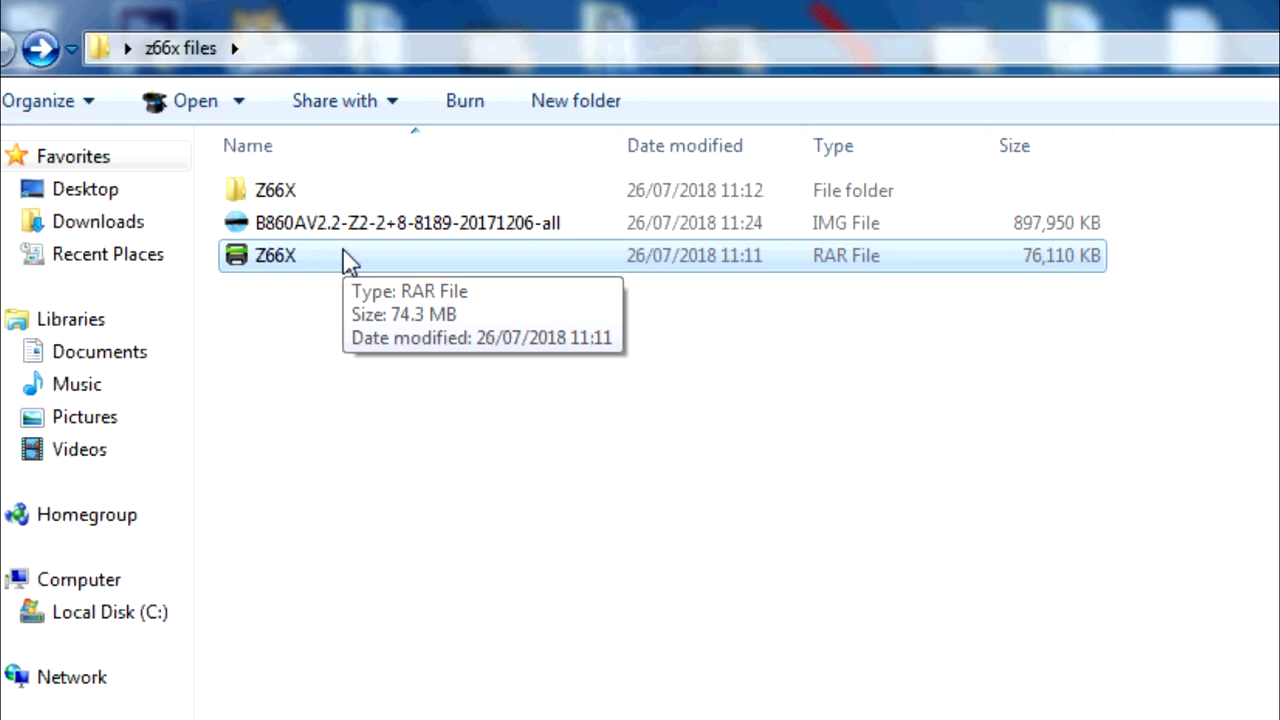 z66x files
Organize Open Share with Burn New folder
Name Date modified Type Size
Favorites
Desktop
Downloads
Recent Places
Libraries
Documents
Music
Pictures
Videos
Homegroup
Computer
Local Disk (C:)
Network
Z66X 26/07/2018 11:12 File folder
B860AV2.2-Z2-2+8-8189-20171206-all 26/07/2018 11:24 IMG File 897,950 KB
Z66X 26/07/2018 11:11 RAR File 76,110 KB
Type: RAR File
Size: 74.3 MB
Date modified: 26/07/2018 11:11